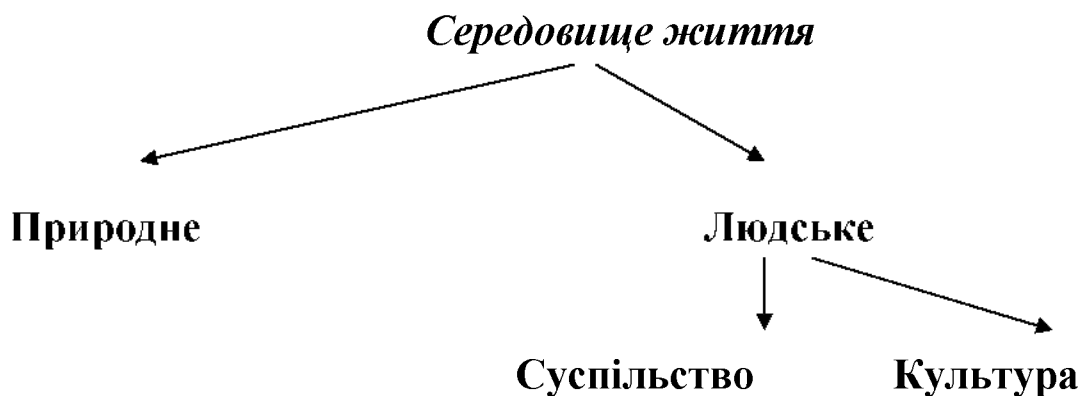 Середовище життя
Природне Людське
Суспільство Культура